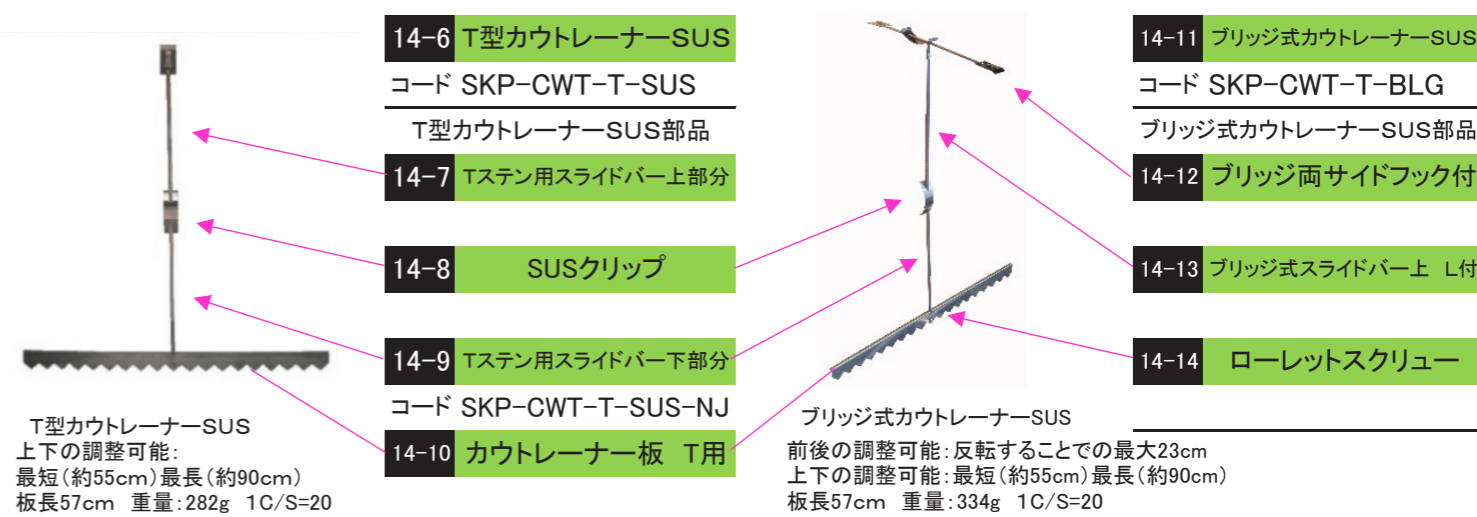 14-6 T型カウトレーナーSUS
コード SKP-CWT-T-SUS
T型カウトレーナーSUS部品
14-7 Tステン用スライドバー上部分
14-8 SUSクリップ
14-9 Tステン用スライドバー下部分
コード SKP-CWT-T-SUS-NJ
14-10 カウトレーナー板 T用
T型カウトレーナーSUS
上下の調整可能:
最短(約55cm)最長(約90cm)
板長57cm 重量:282g 1C/S=20
14-11 ブリッジ式カウトレーナーSUS
コード SKP-CWT-T-BLG
ブリッジ式カウトレーナーSUS部品
14-12 ブリッジ両サイドフック付
14-13 ブリッジ式スライドバー上 L付
14-14 ローレットスクリュー
ブリッジ式カウトレーナーSUS
前後の調整可能:反転することでの最大23cm
上下の調整可能:最短(約55cm)最長(約90cm)
板長57cm 重量:334g 1C/S=20